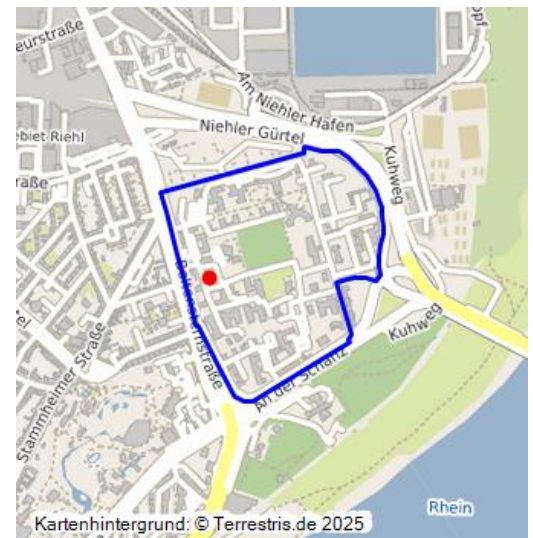 Am Niehler Hafen
Niehler Gürtel
Kuhweg
ebiet Riehl
raße
Boltensternstraße
Stammheimer Straße
An der Schanz
Kuhweg
Rhein
Kartenhintergrund: © Terrestris.de 2025